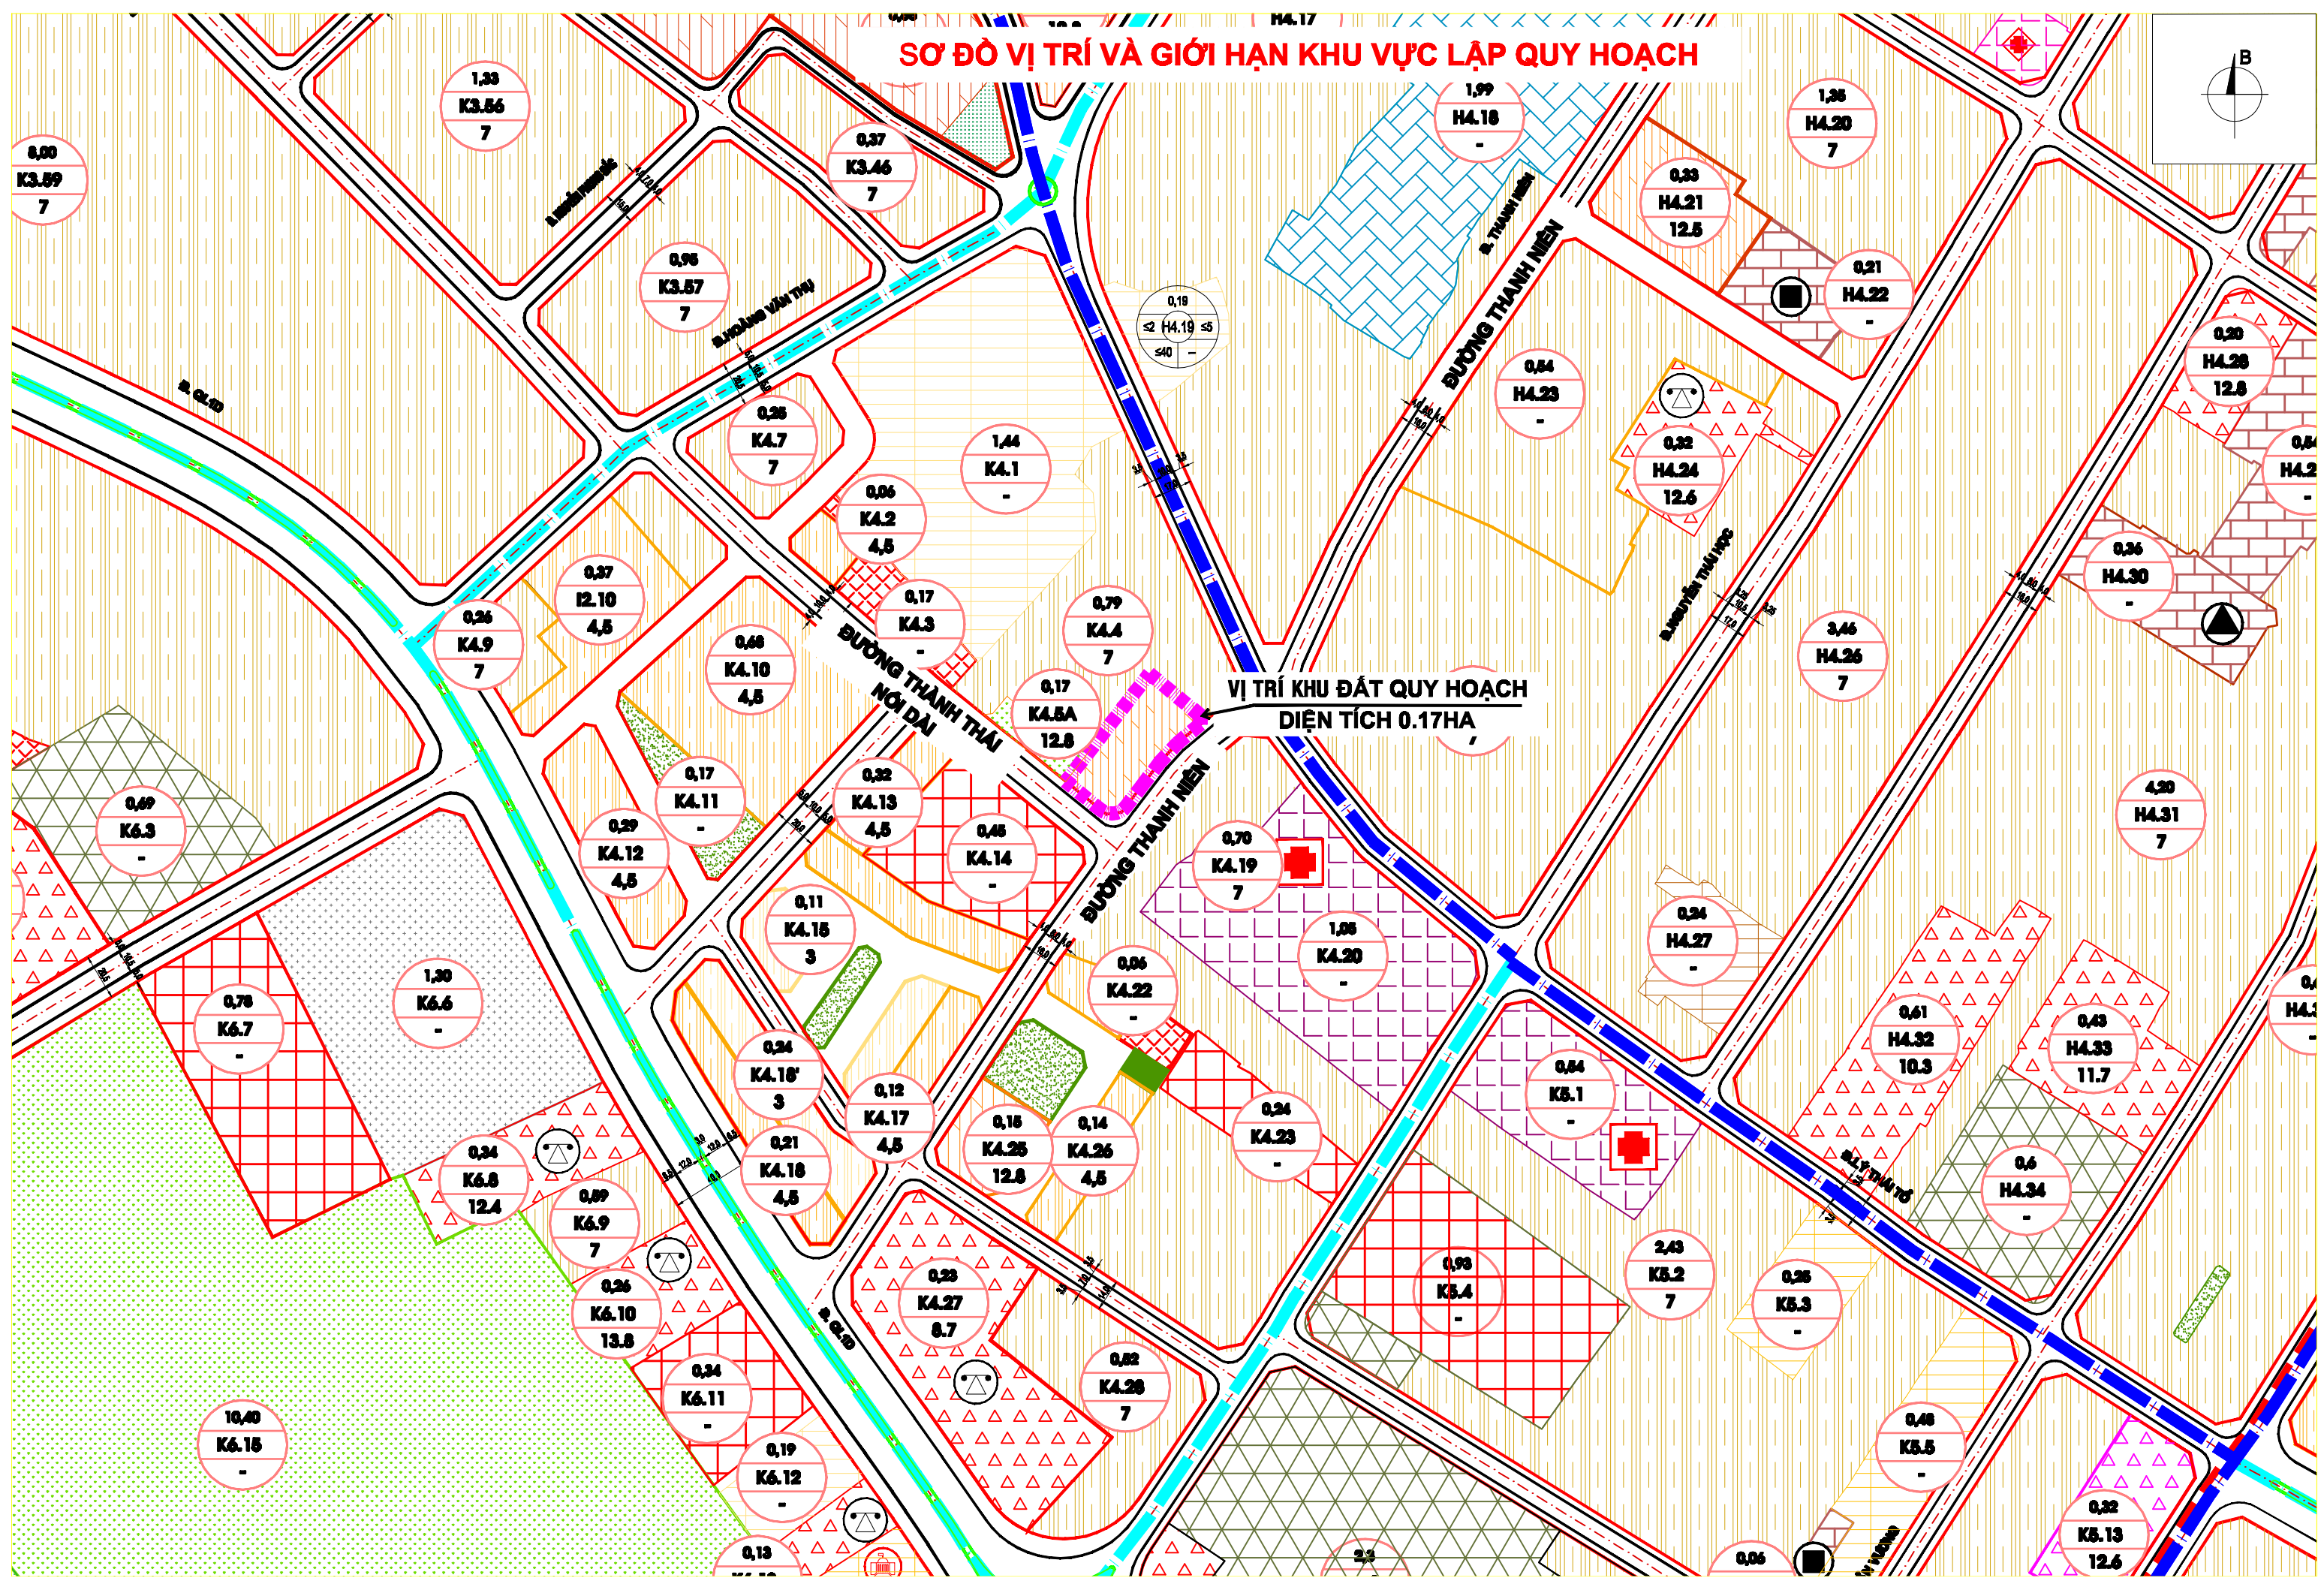 SƠ ĐỒ VỊ TRÍ VÀ GIỚI HẠN KHU VỰC LẬP QUY HOẠCH
B
H4.17
1,33
K3.56
7
8,00
K3.59
7
0,37
K3.46
7
1,99
H4.18
-
1,35
H4.20
7
0,33
H4.21
12.5
0,95
K3.57
7
0,21
H4.22
-
0,19
≤2 H4.19 ≤5
≤40 -
0,20
H4.28
12.8
Đ. THANH NIÊN
ĐƯỜNG THANH NIÊN
Đ.HOÀNG VĂN THỤ
Đ. QL1D
0,25
K4.7
7
1,44
K4.1
-
0,54
H4.23
-
0,32
H4.24
12.6
0,06
K4.2
4,5
0,36
H4.30
-
0,37
I2.10
4,5
0,26
K4.9
7
0,17
K4.3
-
0,79
K4.4
7
Đ.NGUYỄN THÁI HỌC
3,46
H4.26
7
0,68
K4.10
4,5
ĐƯỜNG THÀNH THÁI
NỐI DÀI
0,17
K4.5A
12.8
VỊ TRÍ KHU ĐẤT QUY HOẠCH
DIỆN TÍCH 0.17HA
7
0,69
K6.3
-
0,17
K4.11
-
0,32
K4.13
4,5
0,29
K4.12
4,5
0,45
K4.14
-
ĐƯỜNG THANH NIÊN
0,70
K4.19
7
4,20
H4.31
7
0,11
K4.15
3
1,05
K4.20
-
0,24
H4.27
-
0,06
K4.22
-
0,78
K6.7
-
1,30
K6.6
-
0,61
H4.32
10.3
0,43
H4.33
11.7
0,24
K4.18'
3
0,12
K4.17
4,5
0,54
K5.1
-
0,21
K4.18
4,5
0,15
K4.25
12.8
0,14
K4.26
4,5
0,24
K4.23
-
0,34
K6.8
12.4
0,59
K6.9
7
Đ.LÝ THÁI TỔ
0,6
H4.34
-
0,26
K6.10
13.8
0,23
K4.27
8.7
Đ. QL1D
0,93
K5.4
-
2,43
K5.2
7
0,25
K5.3
-
0,34
K6.11
-
0,52
K4.28
7
10,40
K6.15
-
0,19
K6.12
-
0,48
K5.5
-
0,32
K5.13
12.6
0,13
0,06